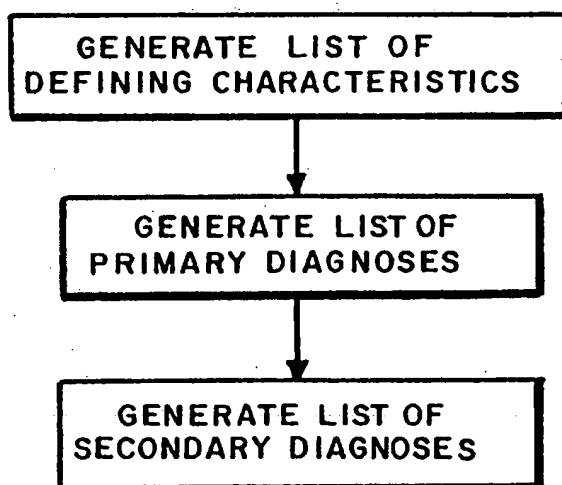 GENERATE LIST OF
DEFINING CHARACTERISTICS
GENERATE LIST OF
PRIMARY DIAGNOSES
GENERATE LIST OF
SECONDARY DIAGNOSES